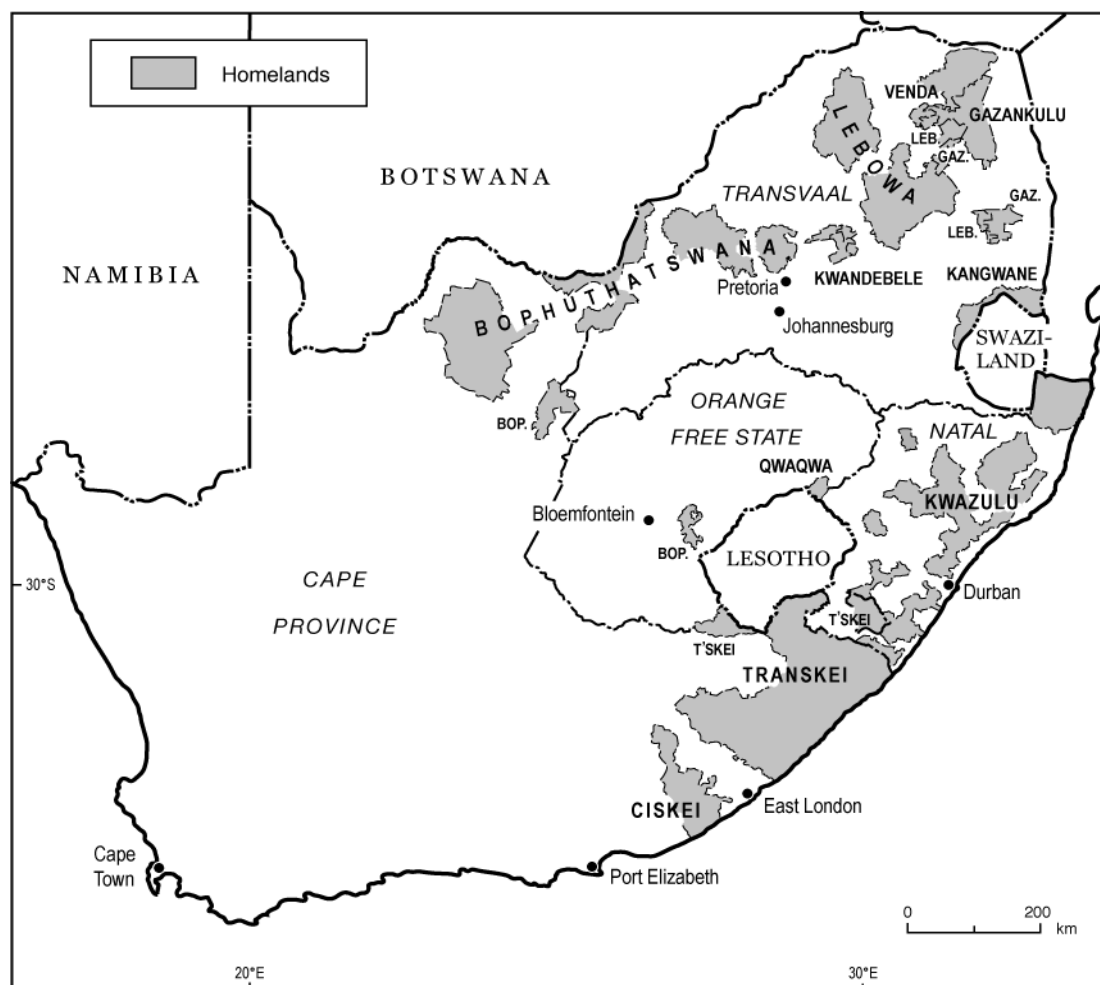 Homelands
VENDA
GAZANKULU
LEBOWA
LEB.
GAZ.
BOTSWANA
TRANSVAAL
GAZ.
LEB.
NAMIBIA
BOPHUTHATSWANA
KWANDEBELE
KANGWANE
Pretoria
Johannesburg
SWAZI-
LAND
ORANGE
FREE STATE
BOP.
NATAL
QWAQWA
KWAZULU
Bloemfontein
BOP.
LESOTHO
30°S
CAPE
PROVINCE
Durban
T'SKEI
T'SKEI
TRANSKEI
CISKEI
East London
Cape
Town
Port Elizabeth
0 200
km
20°E 30°E